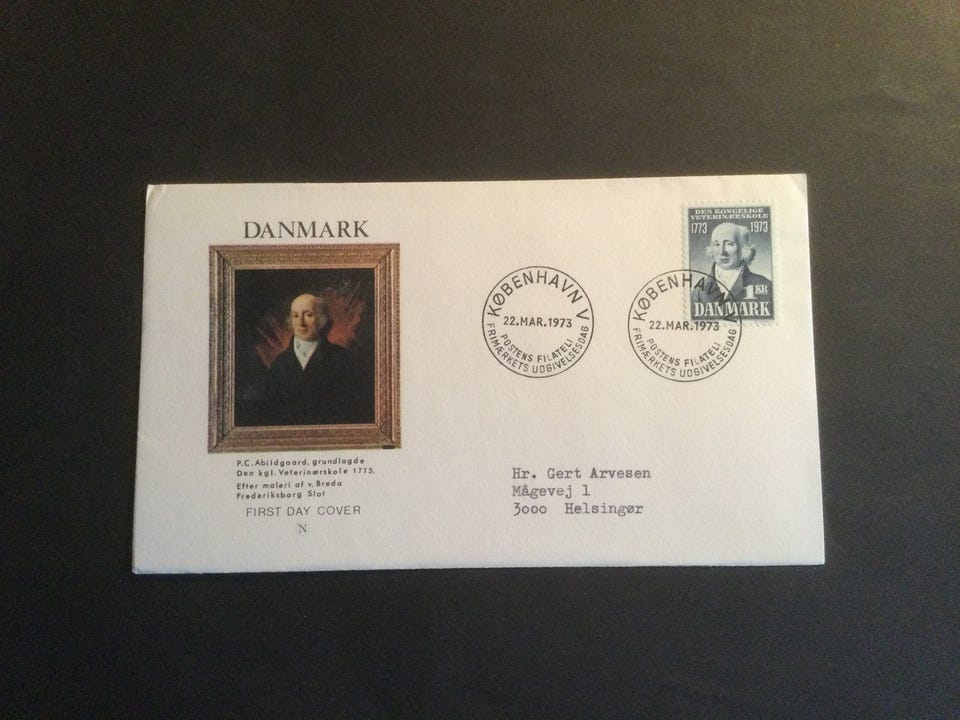 DANMARK
P.C. Abildgaard, grundlagde
Den kgl. Veterinærskole 1773.
Efter maleri af v. Breda
Frederiksborg Slot
FIRST DAY COVER
N
KØBENHAVN V
22.MAR.1973
POSTENS FILATELI
FRIMÆRKETS UDGIVELSESDAG
KØBENHAVN V
22.MAR.1973
POSTENS FILATELI
FRIMÆRKETS UDGIVELSESDAG
DEN KONGELIGE
VETERINÆRSKOLE
1773 1973
1 KR
DANMARK
Hr. Gert Arvesen
Mågevej 1
3000 Helsingør